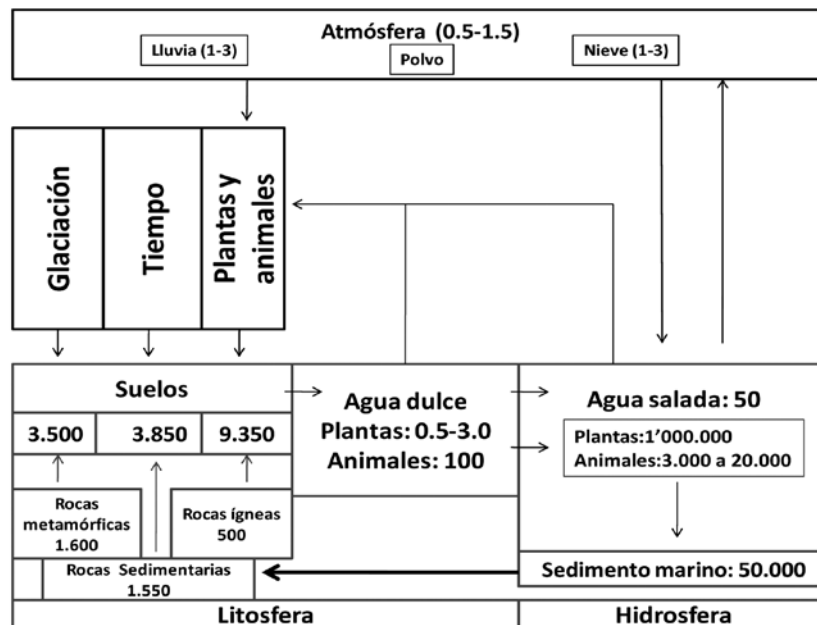 Atmósfera (0.5-1.5)
Lluvia (1-3)
Polvo
Nieve (1-3)
Glaciación
Tiempo
Plantas y
animales
Suelos
3.500
3.850
9.350
Rocas
metamórficas
1.600
Rocas ígneas
500
Rocas Sedimentarias
1.550
Agua dulce
Plantas: 0.5-3.0
Animales: 100
Agua salada: 50
Plantas:1’000.000
Animales:3.000 a 20.000
Sedimento marino: 50.000
Litosfera
Hidrosfera